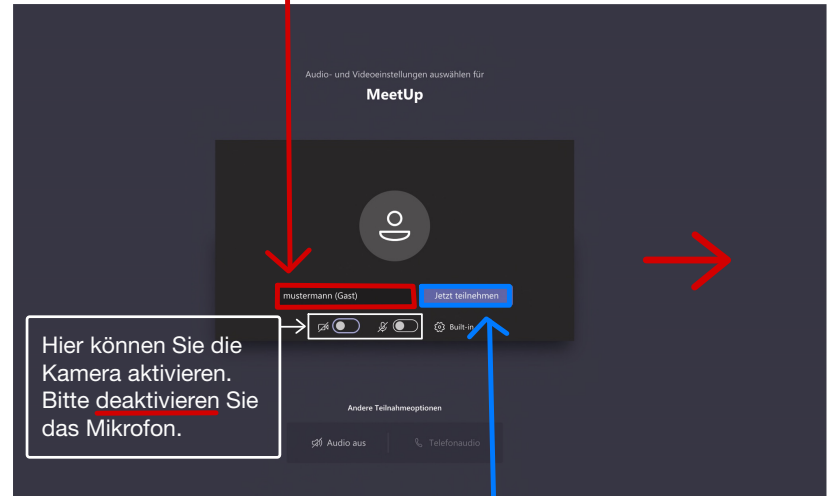 Audio- und Videoeinstellungen auswählen für
MeetUp
mustermann (Gast)
Jetzt teilnehmen
Built-in
Hier können Sie die
Kamera aktivieren.
Bitte deaktivieren Sie
das Mikrofon.
Andere Teilnahmeoptionen
Audio aus
Telefonaudio